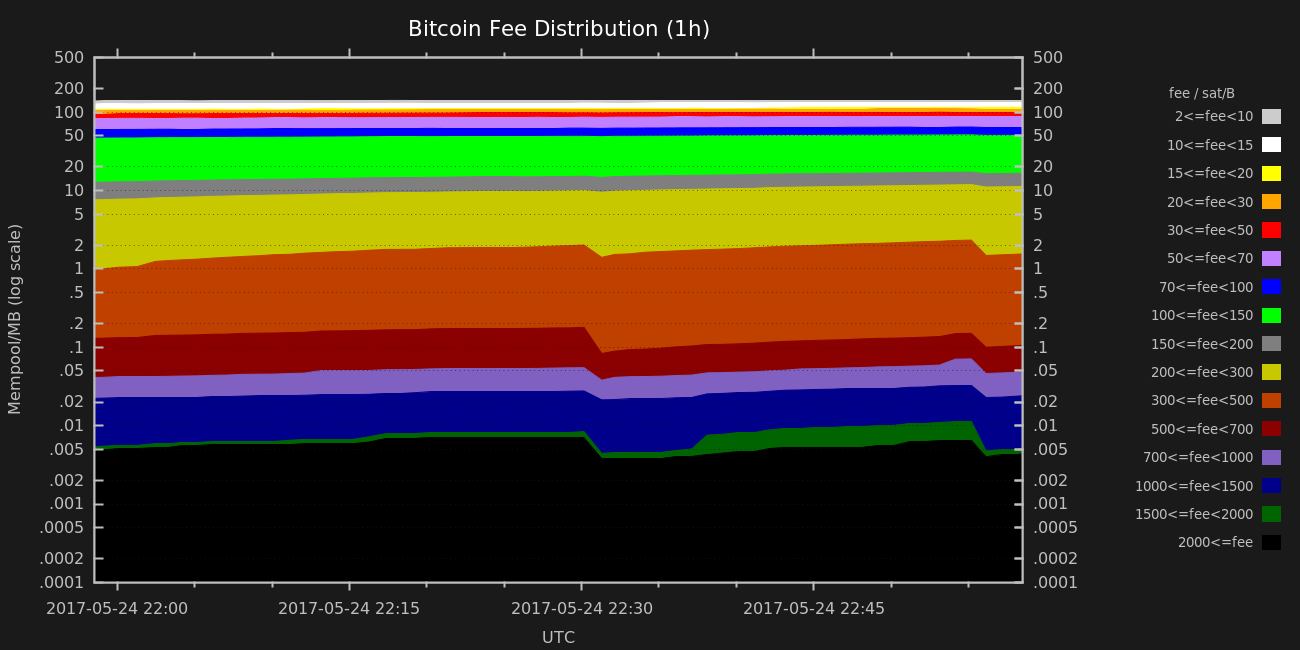 Bitcoin Fee Distribution (1h)
Mempool/MB (log scale)
500
200
100
50
20
10
5
2
1
.5
.2
.1
.05
.02
.01
.005
.002
.001
.0005
.0002
.0001
500
200
100
50
20
10
5
2
1
.5
.2
.1
.05
.02
.01
.005
.002
.001
.0005
.0002
.0001
2017-05-24 22:00
2017-05-24 22:15
2017-05-24 22:30
2017-05-24 22:45
UTC
fee / sat/B
2<=fee<10
10<=fee<15
15<=fee<20
20<=fee<30
30<=fee<50
50<=fee<70
70<=fee<100
100<=fee<150
150<=fee<200
200<=fee<300
300<=fee<500
500<=fee<700
700<=fee<1000
1000<=fee<1500
1500<=fee<2000
2000<=fee